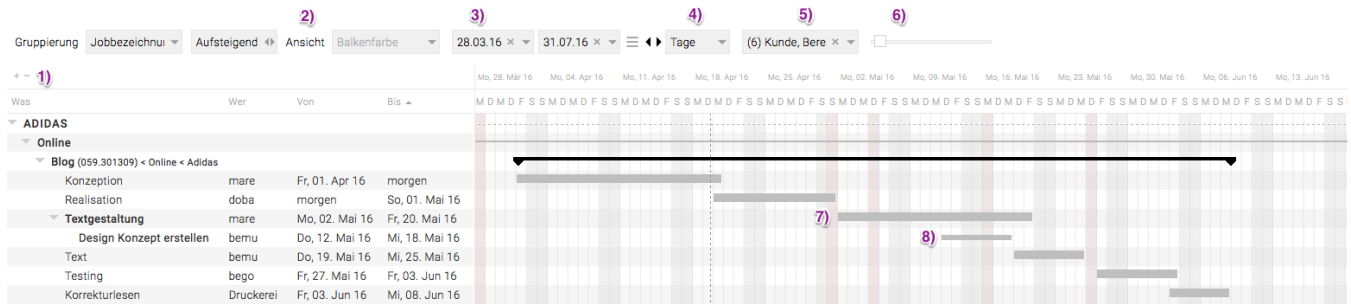 2) 3) 4) 5) 6)
Gruppierung Jobbezeichnu Aufsteigend Ansicht Balkenfarbe 28.03.16 × 31.07.16 × Tage (6) Kunde, Bere ×
+ − 1) Mo, 28. Mär 16 Mo, 04. Apr 16 Mo, 11. Apr 16 Mo, 18. Apr 16 Mo, 25. Apr 16 Mo, 02. Mai 16 Mo, 09. Mai 16 Mo, 16. Mai 16 Mo, 23. Mai 16 Mo, 30. Mai 16 Mo, 06. Jun 16 Mo, 13. Jun 16
Was Wer Von Bis M D M D F S S M D M D F S S M D M D F S S M D M D F S S M D M D F S S M D M D F S S M D M D F S S M D M D F S S M D M D F S S M D M D F S S M D M D F S S M D M D F S S
ADIDAS
Online
Blog (059.301309) < Online < Adidas
Konzeption mare Fr, 01. Apr 16 morgen
Realisation doba morgen So, 01. Mai 16
Textgestaltung mare Mo, 02. Mai 16 Fr, 20. Mai 16 7)
Design Konzept erstellen bemu Do, 12. Mai 16 Mi, 18. Mai 16 8)
Text bemu Do, 19. Mai 16 Mi, 25. Mai 16
Testing bego Fr, 27. Mai 16 Fr, 03. Jun 16
Korrekturlesen Druckerei Fr, 03. Jun 16 Mi, 08. Jun 16